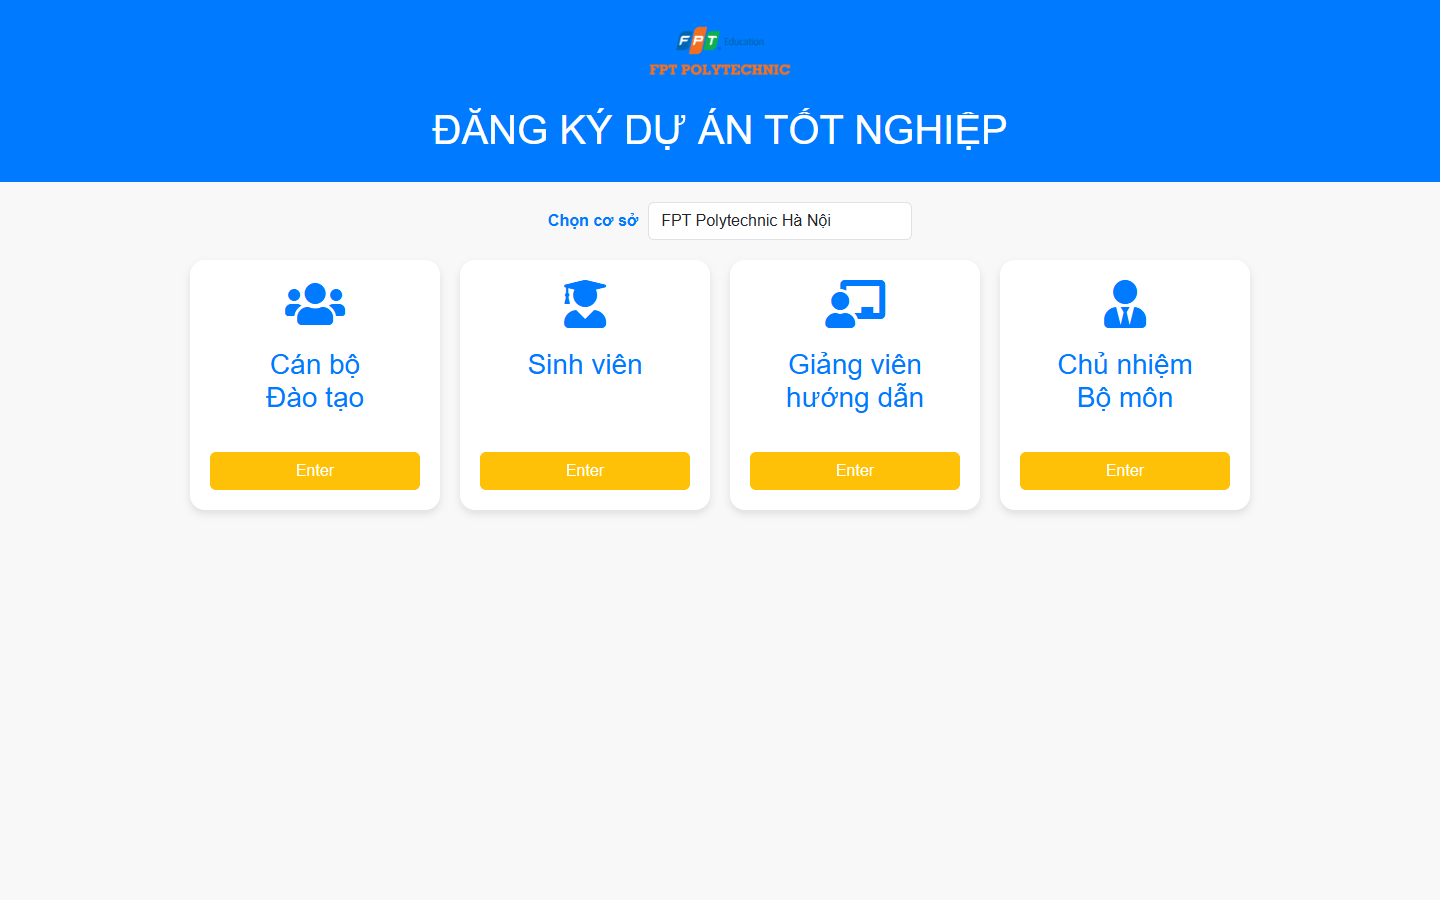 FPT Education
FPT POLYTECHNIC
ĐĂNG KÝ DỰ ÁN TỐT NGHIỆP
Chọn cơ sở
FPT Polytechnic Hà Nội
Cán bộ
Đào tạo
Enter
Sinh viên
Enter
Giảng viên
hướng dẫn
Enter
Chủ nhiệm
Bộ môn
Enter